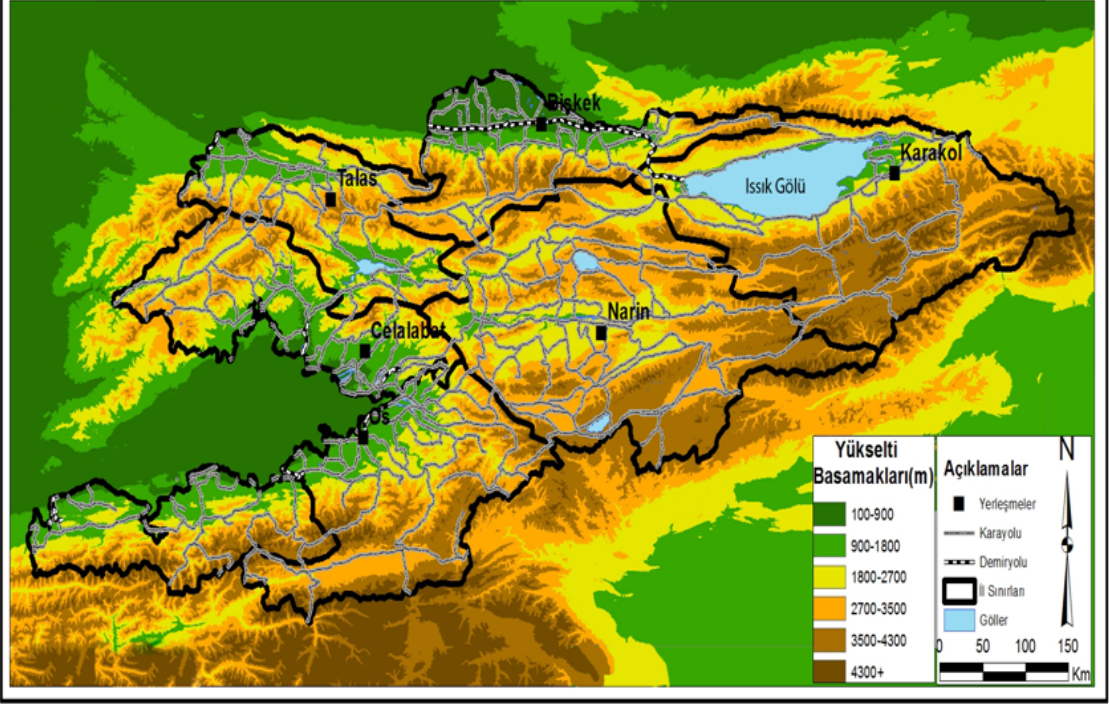 Bişkek
Karakol
Talas
Issık Gölü
Narin
Celalabat
Os
Yükselti
Basamakları(m)
100-900
900-1800
1800-2700
2700-3500
3500-4300
4300+
N
Açıklamalar
Yerleşmeler
Karayolu
Demiryolu
İl Sınırları
Göller
0 50 100 150
Km